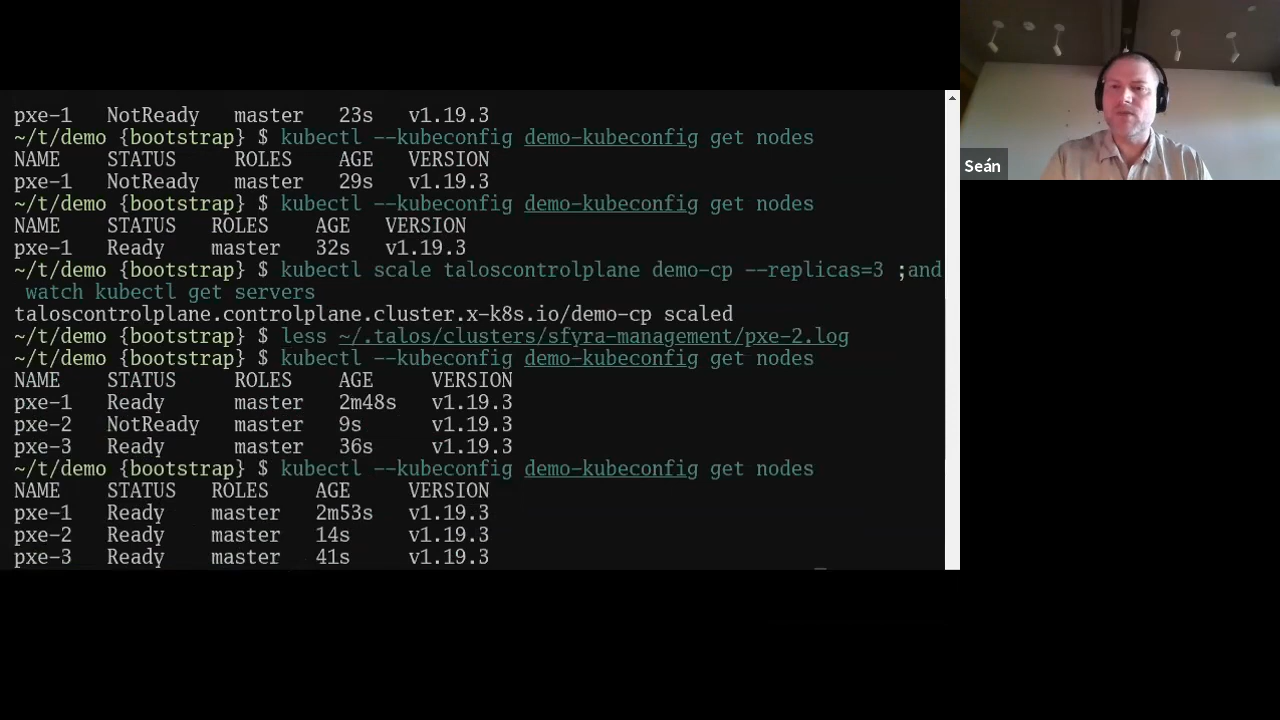 pxe-1   NotReady   master   23s   v1.19.3
~/t/demo {bootstrap} $ kubectl --kubeconfig demo-kubeconfig get nodes
NAME    STATUS     ROLES    AGE   VERSION
pxe-1   NotReady   master   29s   v1.19.3
~/t/demo {bootstrap} $ kubectl --kubeconfig demo-kubeconfig get nodes
NAME    STATUS   ROLES    AGE   VERSION
pxe-1   Ready    master   32s   v1.19.3
~/t/demo {bootstrap} $ kubectl scale taloscontrolplane demo-cp --replicas=3 ;and
watch kubectl get servers
taloscontrolplane.controlplane.cluster.x-k8s.io/demo-cp scaled
~/t/demo {bootstrap} $ less ~/.talos/clusters/sfyra-management/pxe-2.log
~/t/demo {bootstrap} $ kubectl --kubeconfig demo-kubeconfig get nodes
NAME    STATUS     ROLES    AGE     VERSION
pxe-1   Ready      master   2m48s   v1.19.3
pxe-2   NotReady   master   9s      v1.19.3
pxe-3   Ready      master   36s     v1.19.3
~/t/demo {bootstrap} $ kubectl --kubeconfig demo-kubeconfig get nodes
NAME    STATUS   ROLES    AGE     VERSION
pxe-1   Ready    master   2m53s   v1.19.3
pxe-2   Ready    master   14s     v1.19.3
pxe-3   Ready    master   41s     v1.19.3
Seán